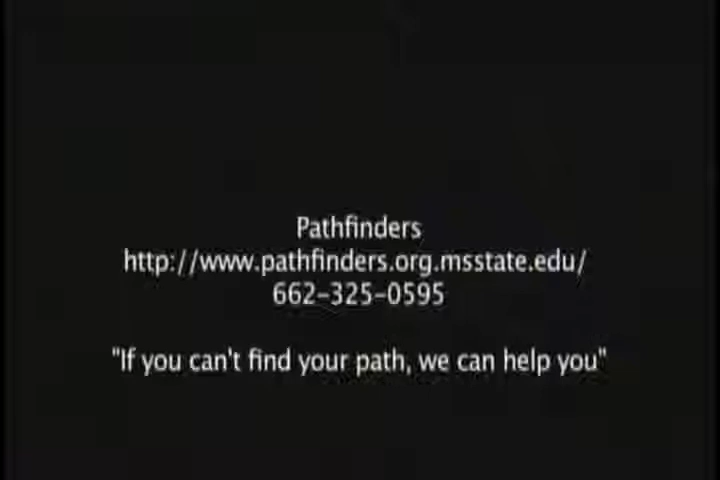 Pathfinders
http://www.pathfinders.org.msstate.edu/
662-325-0595
"If you can't find your path, we can help you"